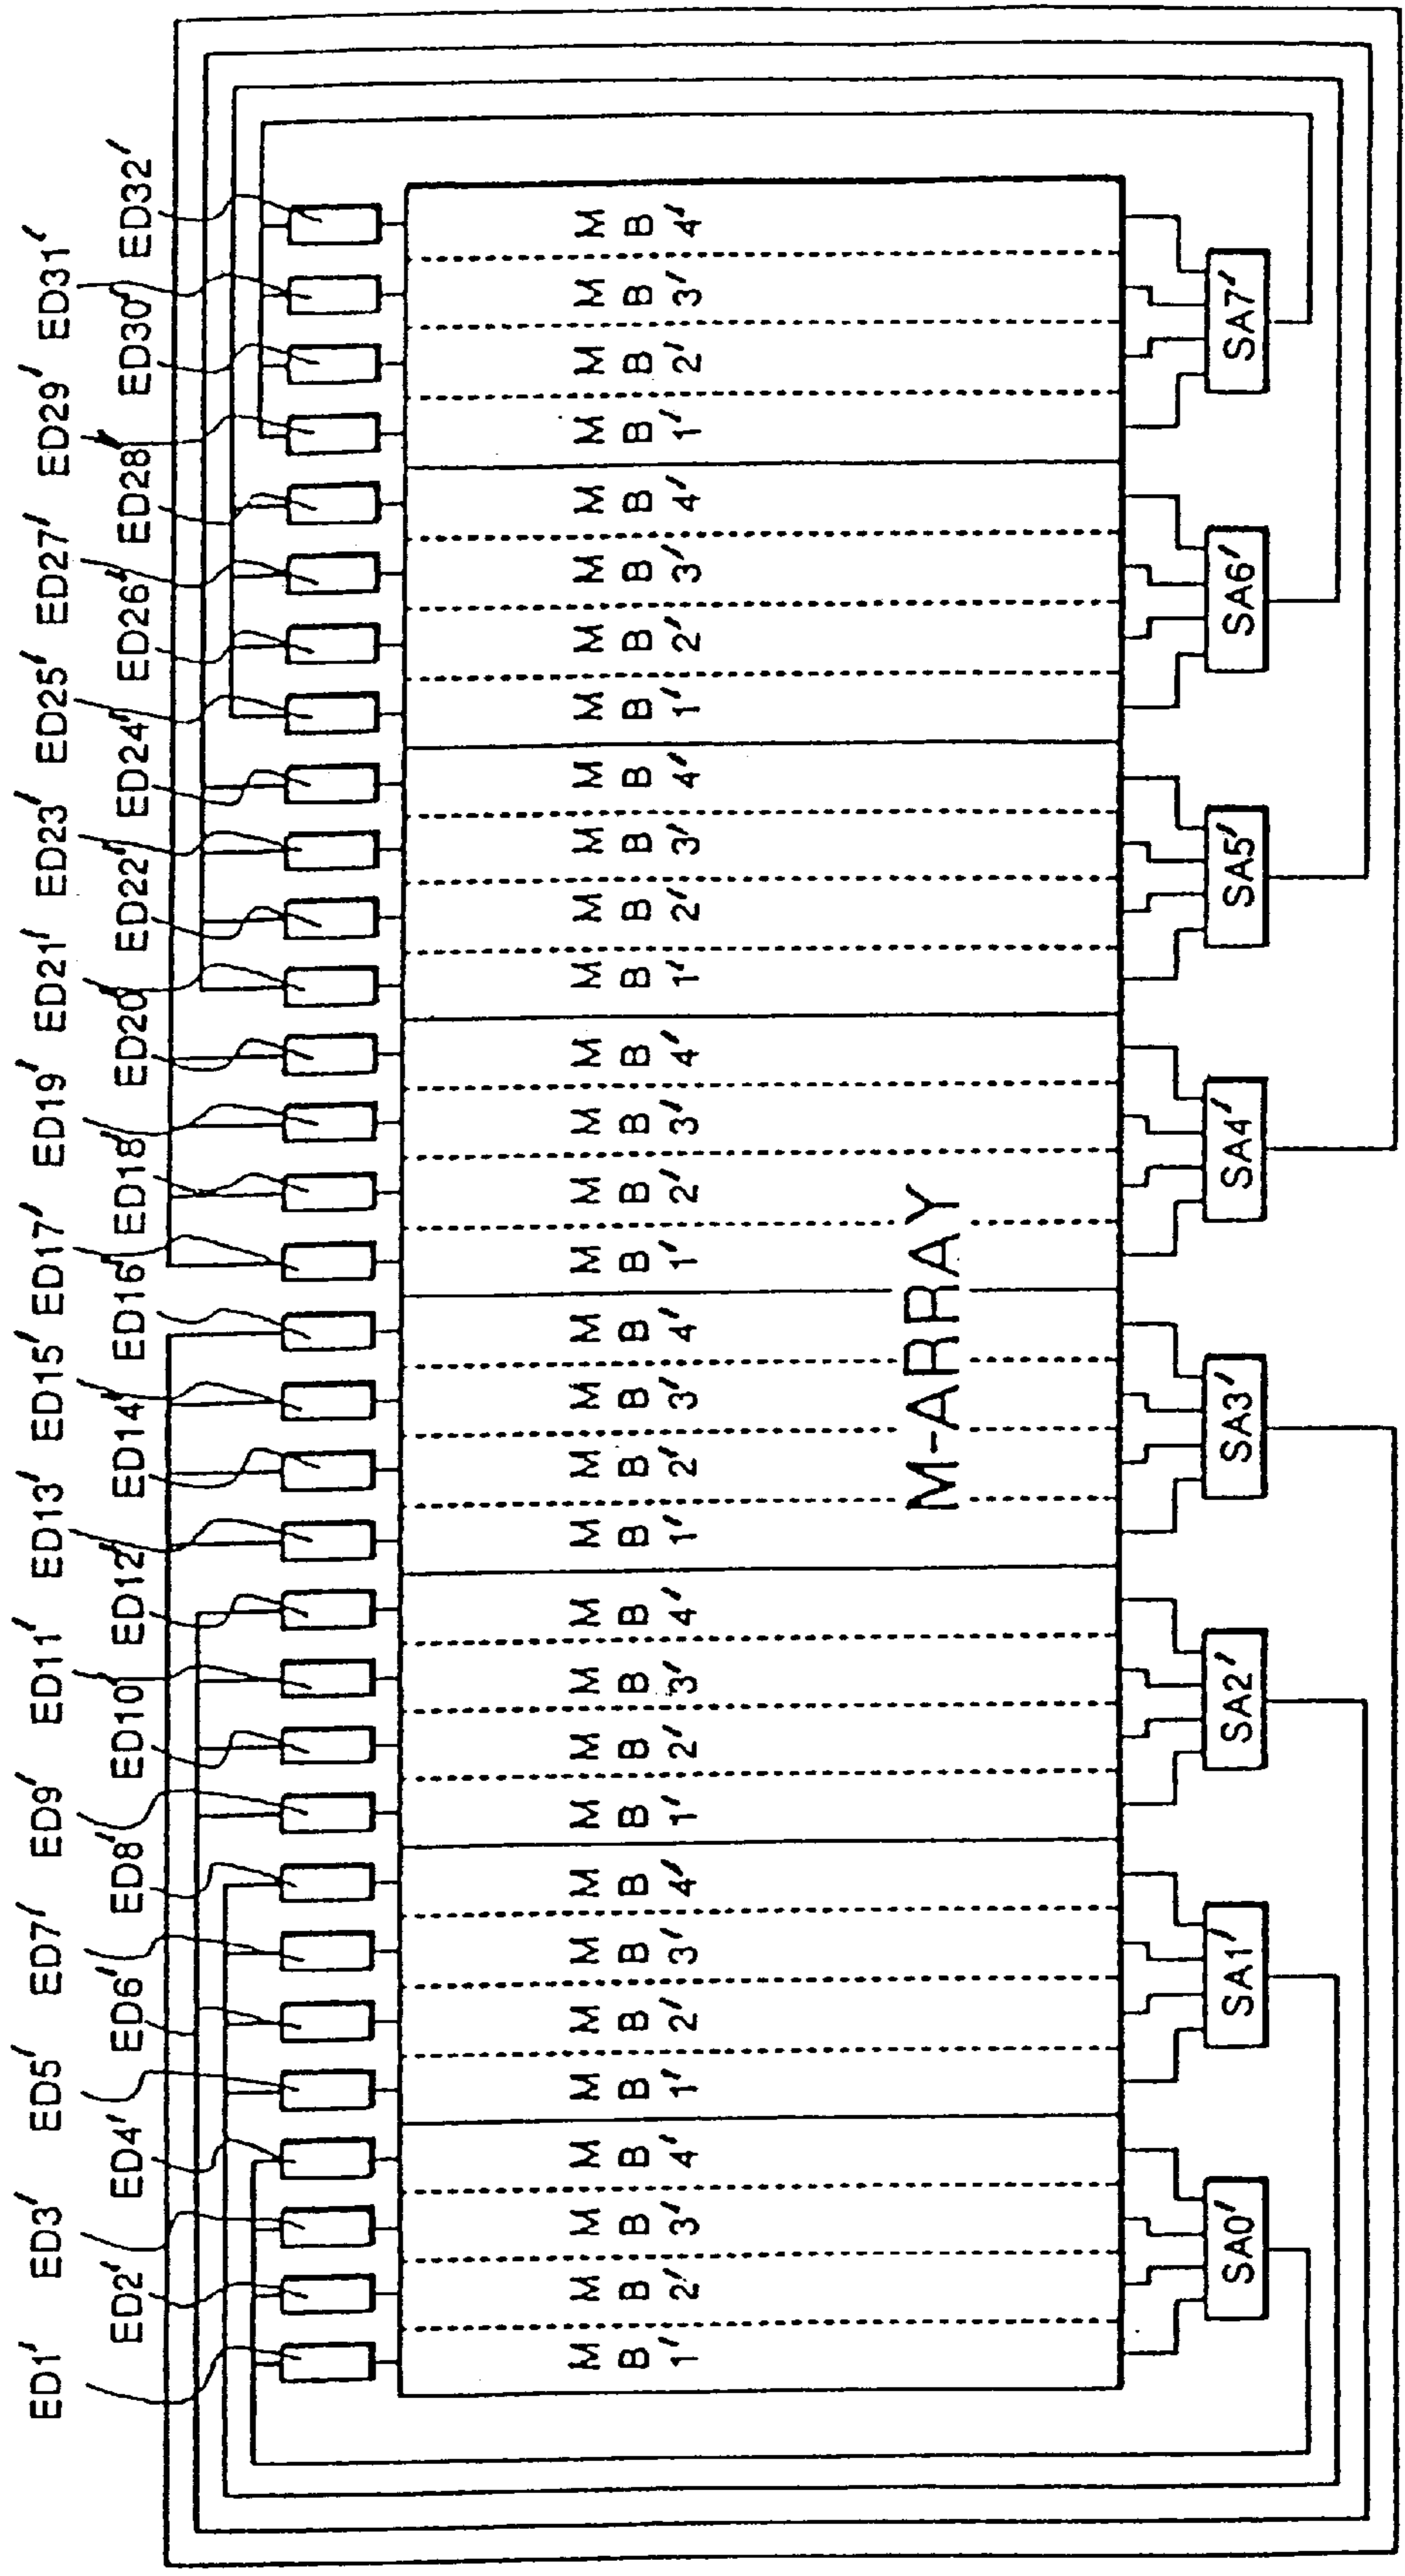 ED1′ ED3′ ED5′ ED7′ ED9′ ED11′ ED13′ ED15′ ED17′ ED19′ ED21′ ED23′ ED25′ ED27′ ED29′ ED31′
ED2′ ED4′ ED6′ ED8′ ED10′ ED12′ ED14′ ED16′ ED18′ ED20′ ED22′ ED24′ ED26′ ED28′ ED30′ ED32′
MB1′ MB2′ MB3′ MB4′ MB1′ MB2′ MB3′ MB4′ MB1′ MB2′ MB3′ MB4′ MB1′ MB2′ MB3′ MB4′ MB1′ MB2′ MB3′ MB4′ MB1′ MB2′ MB3′ MB4′ MB1′ MB2′ MB3′ MB4′ MB1′ MB2′ MB3′ MB4′
M-ARRAY
SA0′ SA1′ SA2′ SA3′ SA4′ SA5′ SA6′ SA7′